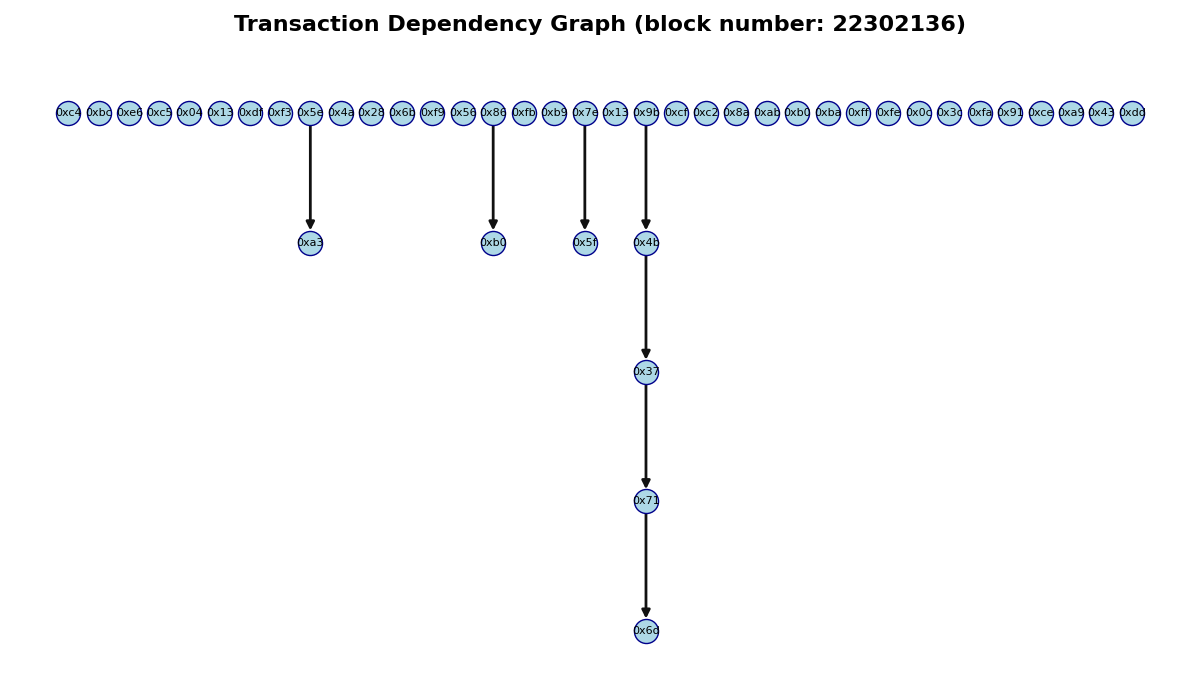 Transaction Dependency Graph (block number: 22302136)
0xc4 0xbc 0xe6 0xc5 0x04 0x13 0xdf 0xf3 0x5e 0x4a 0x28 0x6b 0xf9 0x56 0x86 0xfb 0xb9 0x7e 0x13 0x9b 0xcf 0xc2 0x8a 0xab 0xb0 0xba 0xff 0xfe 0x0c 0x3c 0xfa 0x91 0xce 0xa9 0x43 0xdd
0xa3 0xb0 0x5f 0x4b
0x37
0x71
0x6d